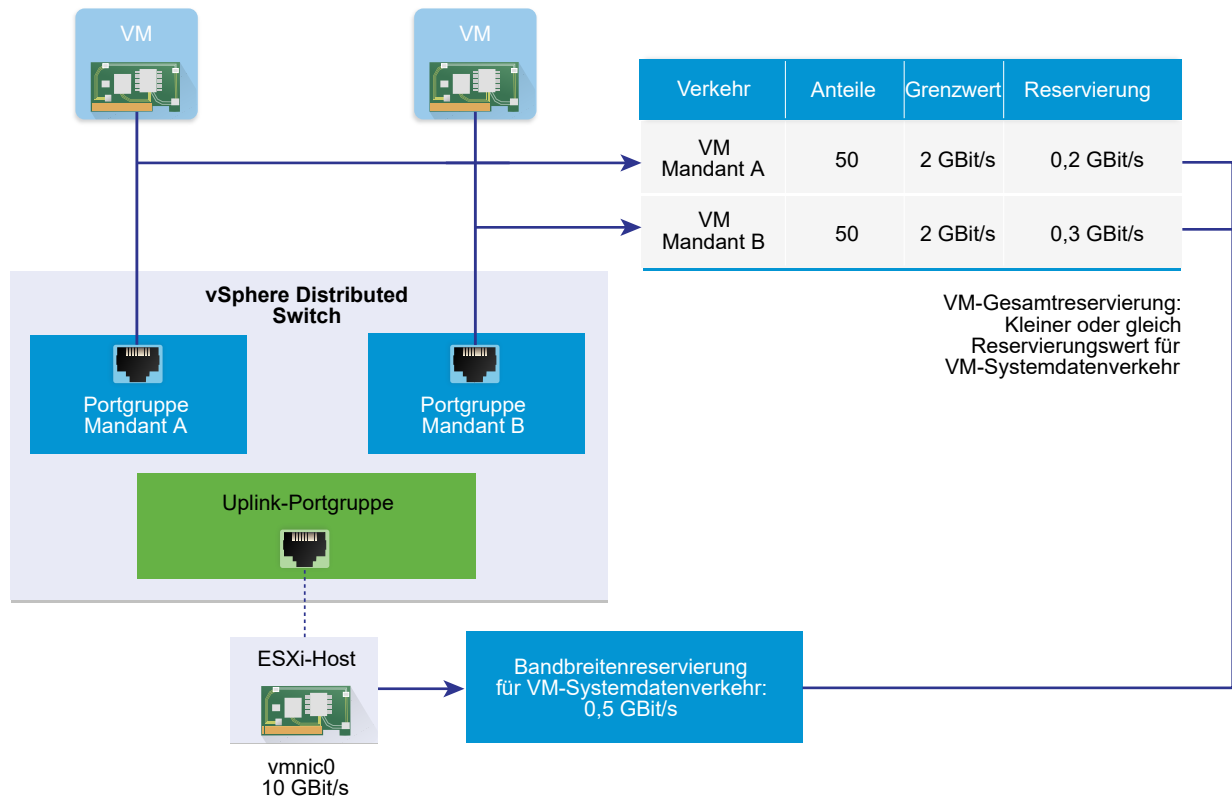 VM
VM
Verkehr
Anteile
Grenzwert
Reservierung
VM
Mandant A
50
2 GBit/s
0,2 GBit/s
VM
Mandant B
50
2 GBit/s
0,3 GBit/s
VM-Gesamtreservierung:
Kleiner oder gleich
Reservierungswert für
VM-Systemdatenverkehr
vSphere Distributed
Switch
Portgruppe
Mandant A
Portgruppe
Mandant B
Uplink-Portgruppe
ESXi-Host
Bandbreitenreservierung
für VM-Systemdatenverkehr:
0,5 GBit/s
vmnic0
10 GBit/s